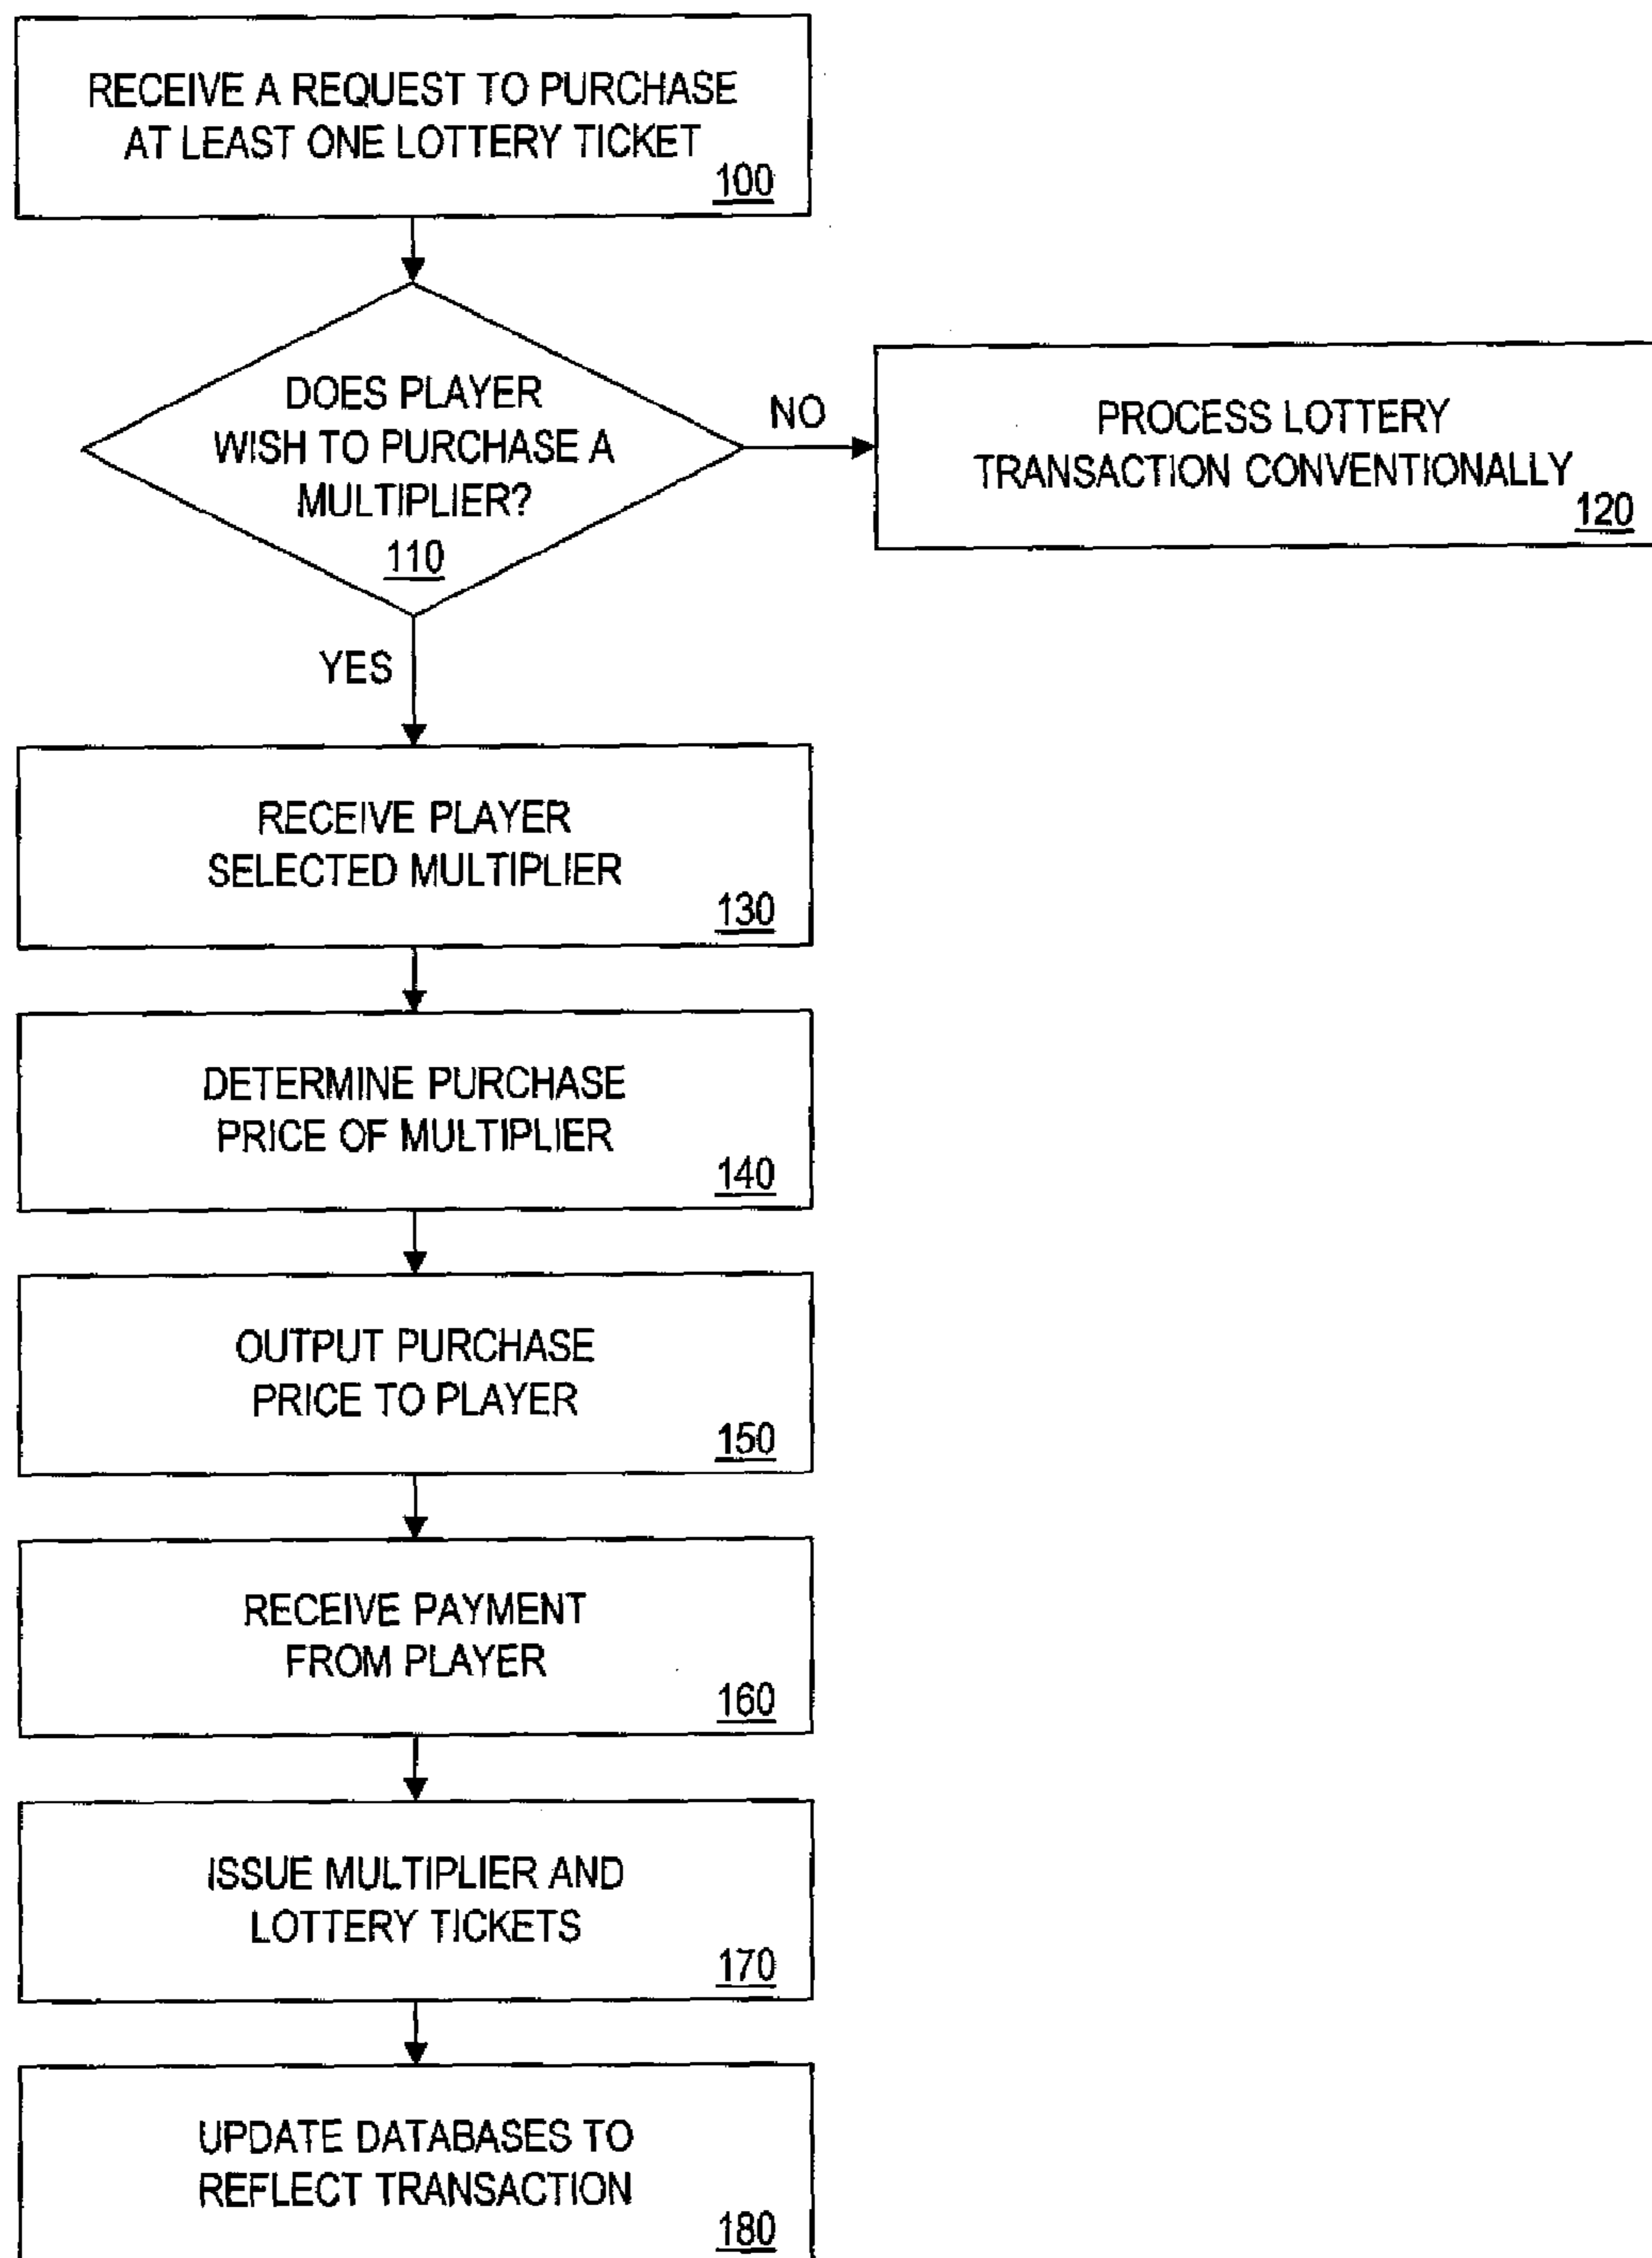 RECEIVE A REQUEST TO PURCHASE
AT LEAST ONE LOTTERY TICKET
100
DOES PLAYER
WISH TO PURCHASE A
MULTIPLIER?
110
NO
PROCESS LOTTERY
TRANSACTION CONVENTIONALLY
120
YES
RECEIVE PLAYER
SELECTED MULTIPLIER
130
DETERMINE PURCHASE
PRICE OF MULTIPLIER
140
OUTPUT PURCHASE
PRICE TO PLAYER
150
RECEIVE PAYMENT
FROM PLAYER
160
ISSUE MULTIPLIER AND
LOTTERY TICKETS
170
UPDATE DATABASES TO
REFLECT TRANSACTION
180